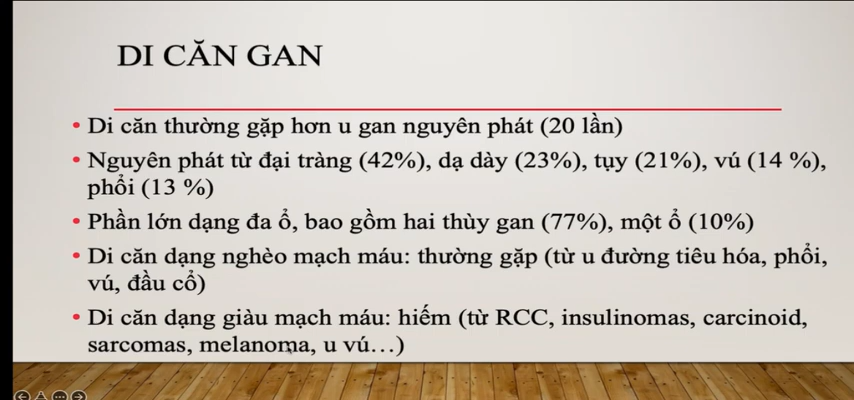 DI CĂN GAN
• Di căn thường gặp hơn u gan nguyên phát (20 lần)
• Nguyên phát từ đại tràng (42%), dạ dày (23%), tụy (21%), vú (14 %),
phổi (13 %)
• Phần lớn dạng đa ổ, bao gồm hai thùy gan (77%), một ổ (10%)
• Di căn dạng nghèo mạch máu: thường gặp (từ u đường tiêu hóa, phổi,
vú, đầu cổ)
• Di căn dạng giàu mạch máu: hiếm (từ RCC, insulinomas, carcinoid,
sarcomas, melanoma, u vú…)